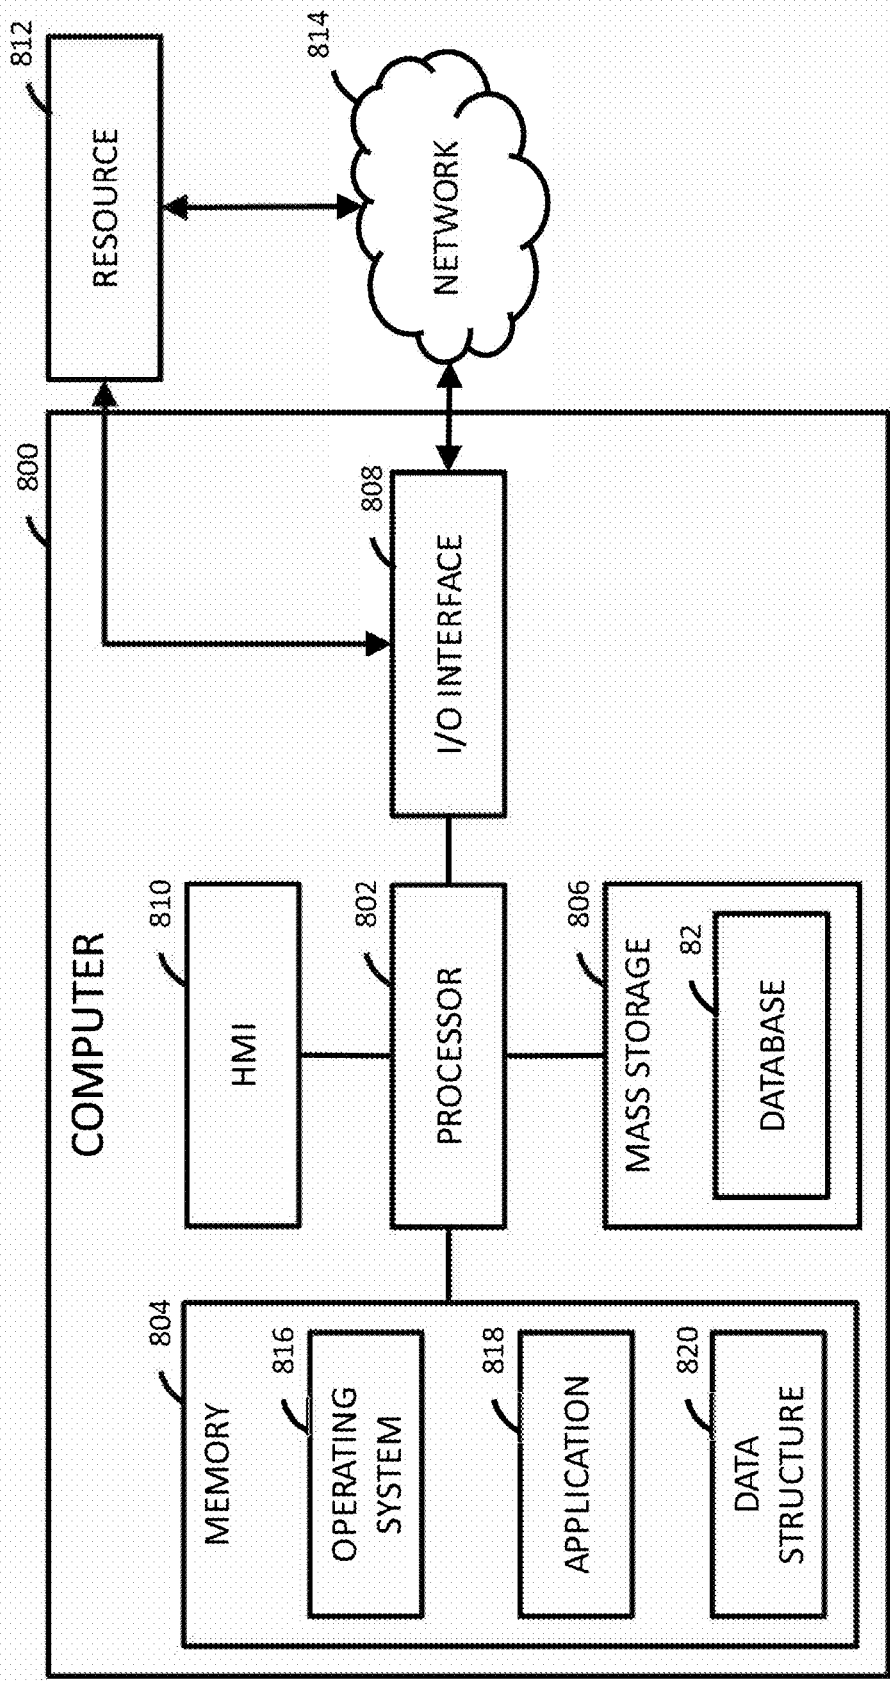 COMPUTER
800
MEMORY
804
OPERATING
SYSTEM
816
APPLICATION
818
DATA
STRUCTURE
820
HMI
810
PROCESSOR
802
MASS STORAGE
806
DATABASE
82
I/O INTERFACE
808
RESOURCE
812
NETWORK
814